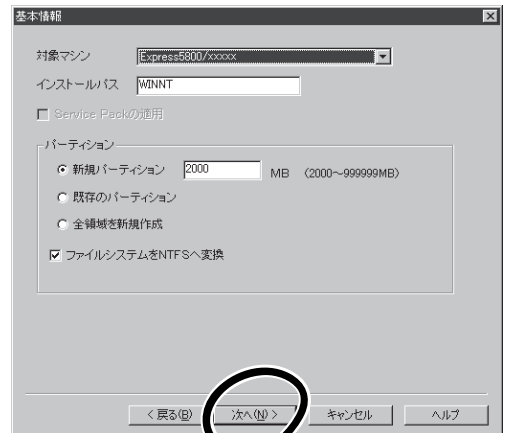 基本情報
対象マシン Express5800/xxxxx
インストールパス WINNT
Service Packの適用
パーティション
新規パーティション 2000 MB (2000～999999MB)
既存のパーティション
全領域を新規作成
ファイルシステムをNTFSへ変換
< 戻る(B) 次へ(N) > キャンセル ヘルプ